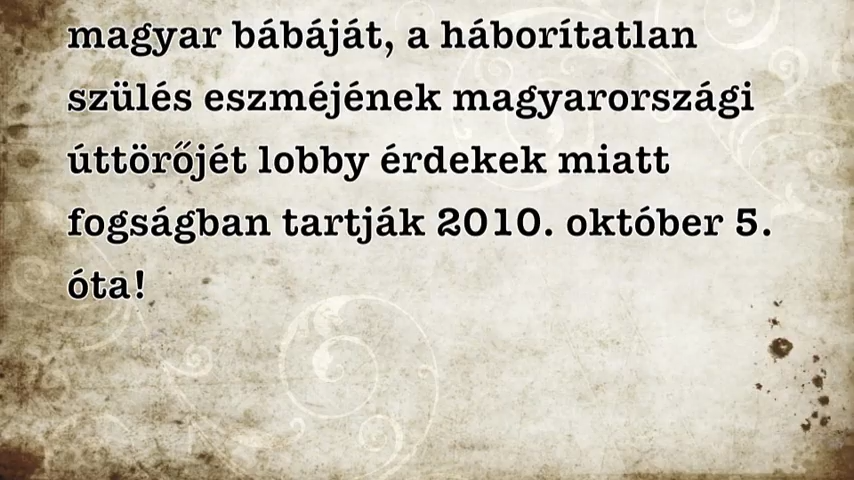 magyar bábáját, a háborítatlan
szülés eszméjének magyarországi
úttörőjét lobby érdekek miatt
fogságban tartják 2010. október 5.
óta!